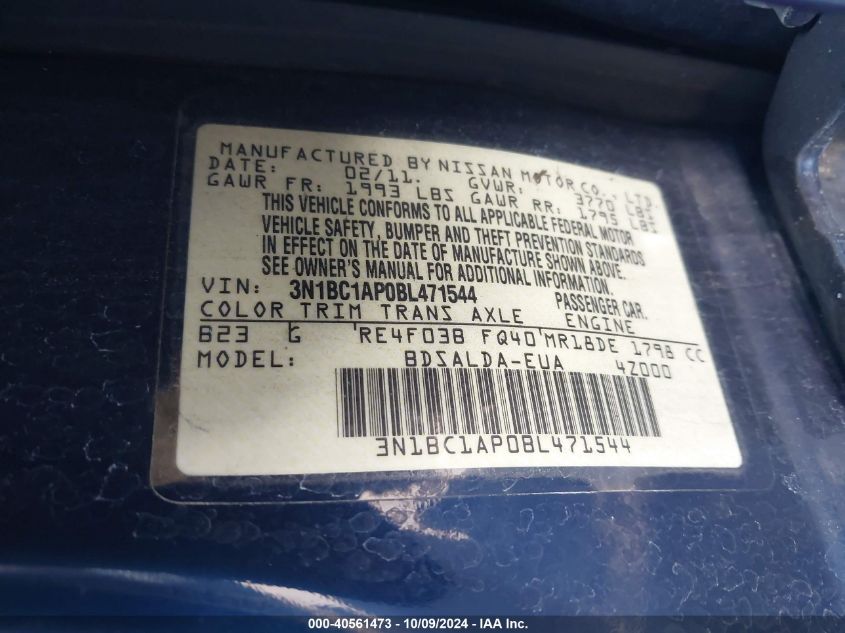 MANUFACTURED BY NISSAN MOTOR CO., LTD.
DATE: 02/11. GVWR: 3770 LBS
GAWR FR: 1993 LBS GAWR RR: 1795 LBS
THIS VEHICLE CONFORMS TO ALL APPLICABLE FEDERAL MOTOR
VEHICLE SAFETY, BUMPER AND THEFT PREVENTION STANDARDS
IN EFFECT ON THE DATE OF MANUFACTURE SHOWN ABOVE.
SEE OWNER'S MANUAL FOR ADDITIONAL INFORMATION.
VIN: 3N1BC1AP0BL471544 PASSENGER CAR.
COLOR TRIM TRANS AXLE ENGINE
B23 G RE4F03B FQ40 MR18DE 1798 CC
MODEL: BDSALDA-EUA 4Z000
3N1BC1AP0BL471544
000-40561473 - 10/09/2024 - IAA Inc.